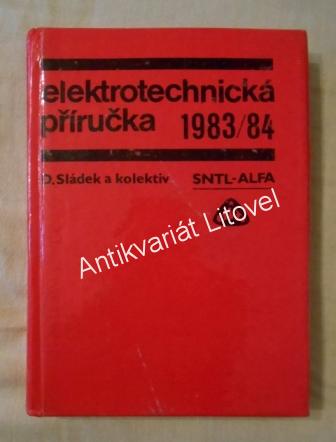 elektrotechnická
příručka 1983/84
D. Sládek a kolektiv SNTL-ALFA
Antikvariát Litovel